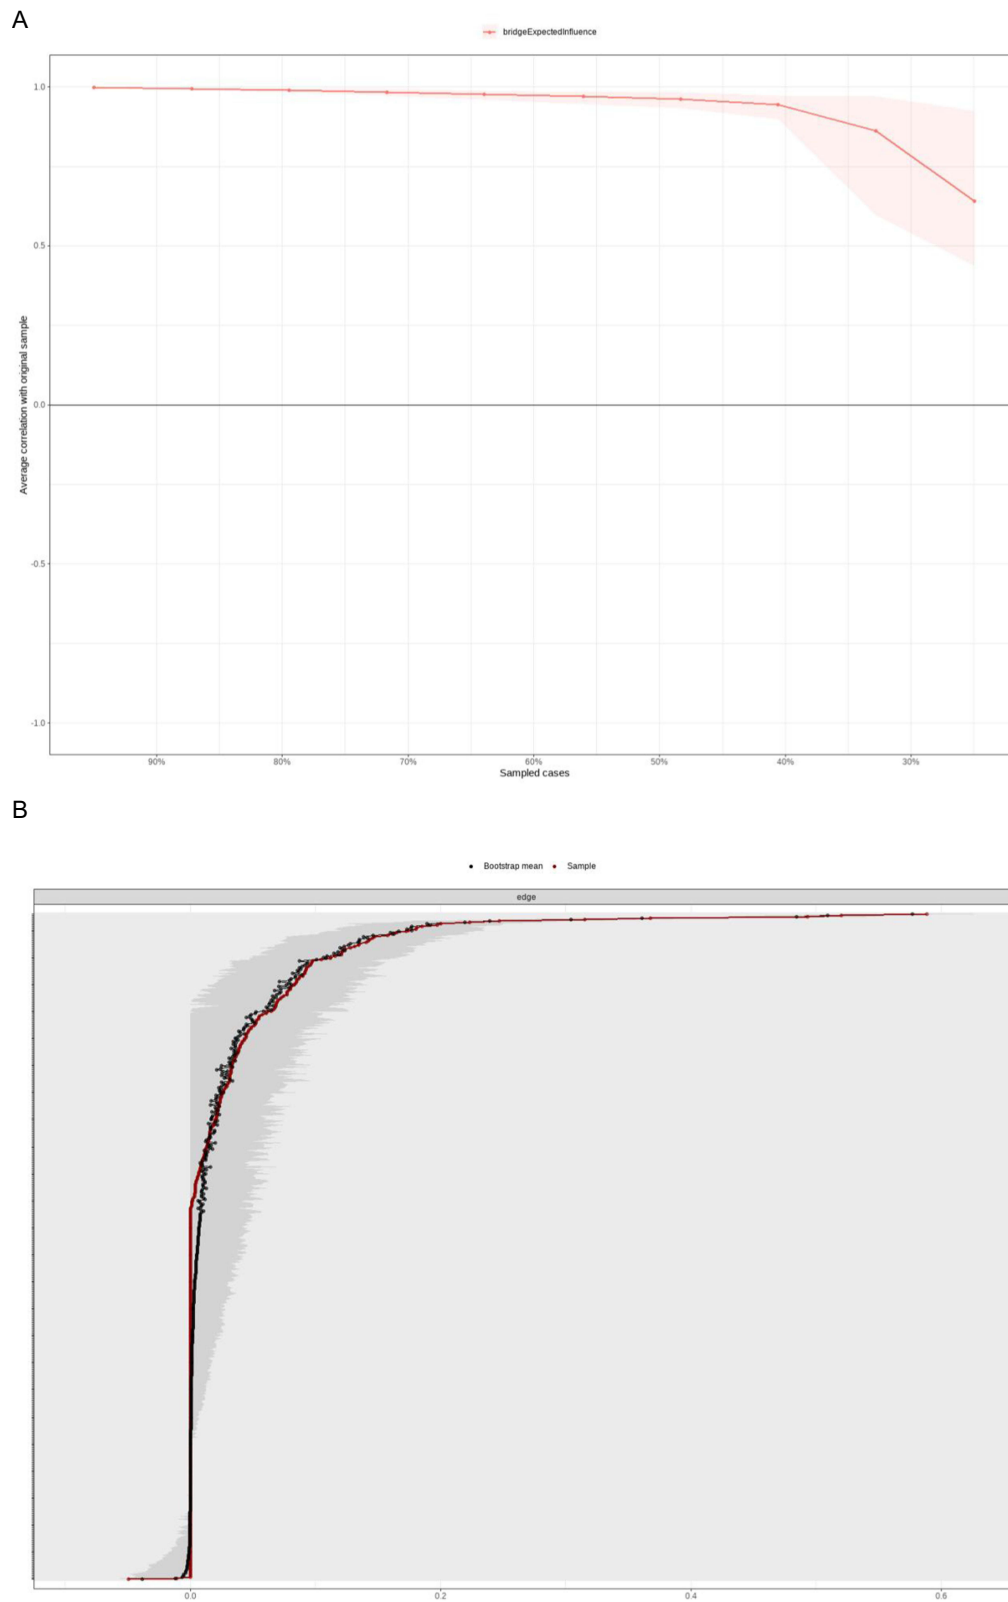 A
bridgeExpectedInfluence
1.0
0.5
0.0
-0.5
-1.0
Average correlation with original sample
90% 80% 70% 60% 50% 40% 30%
Sampled cases
B
Bootstrap mean Sample
edge
0.0 0.2 0.4 0.6